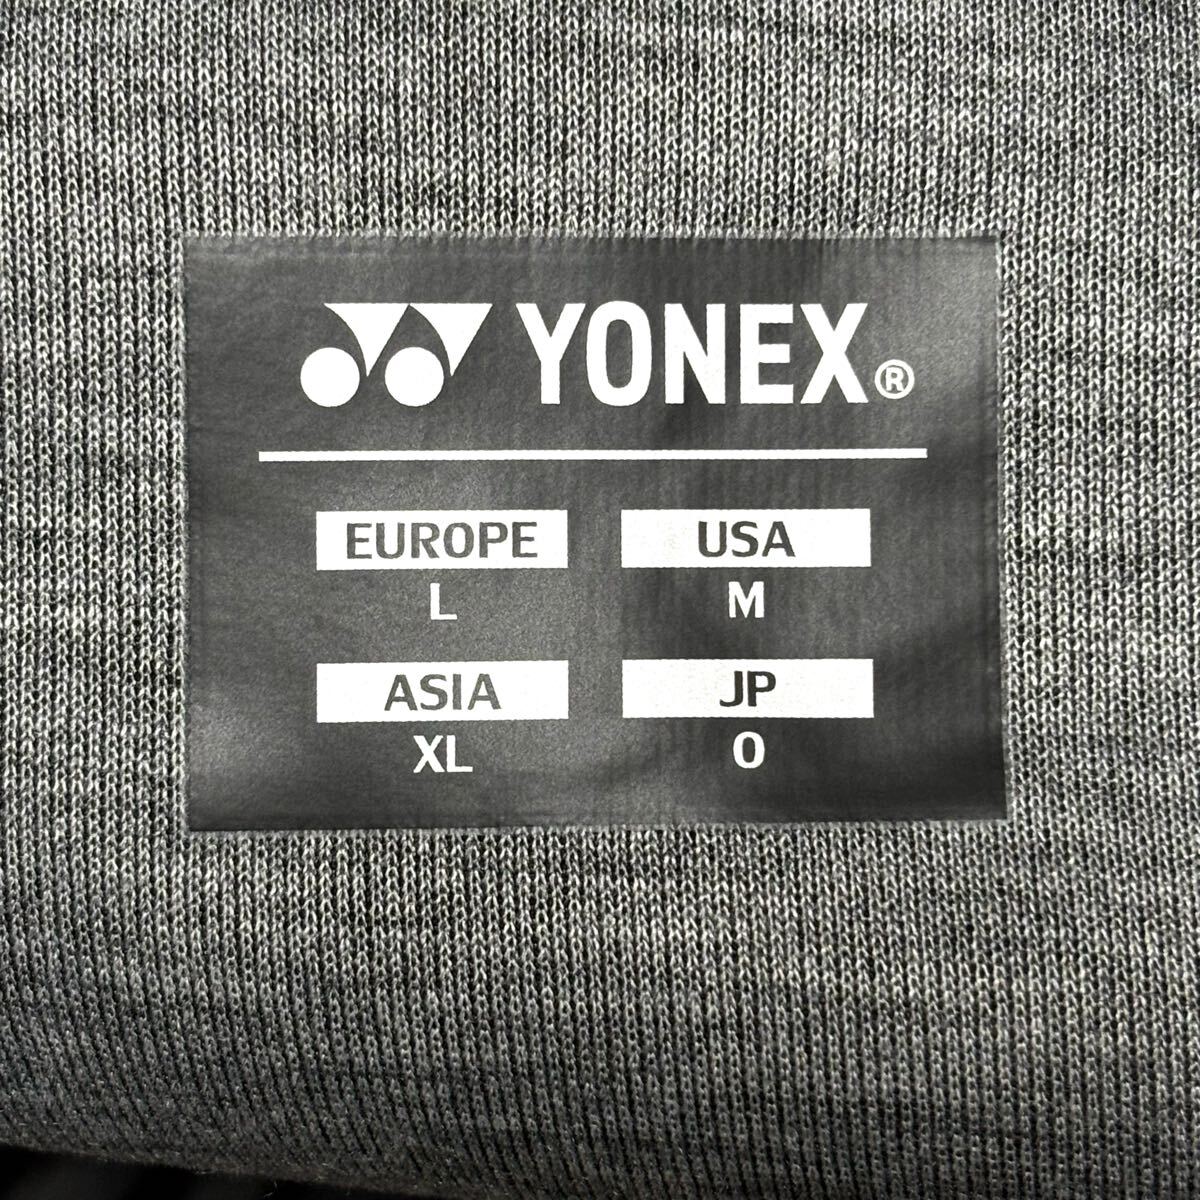 YONEX®
EUROPE USA
L M
ASIA JP
XL O